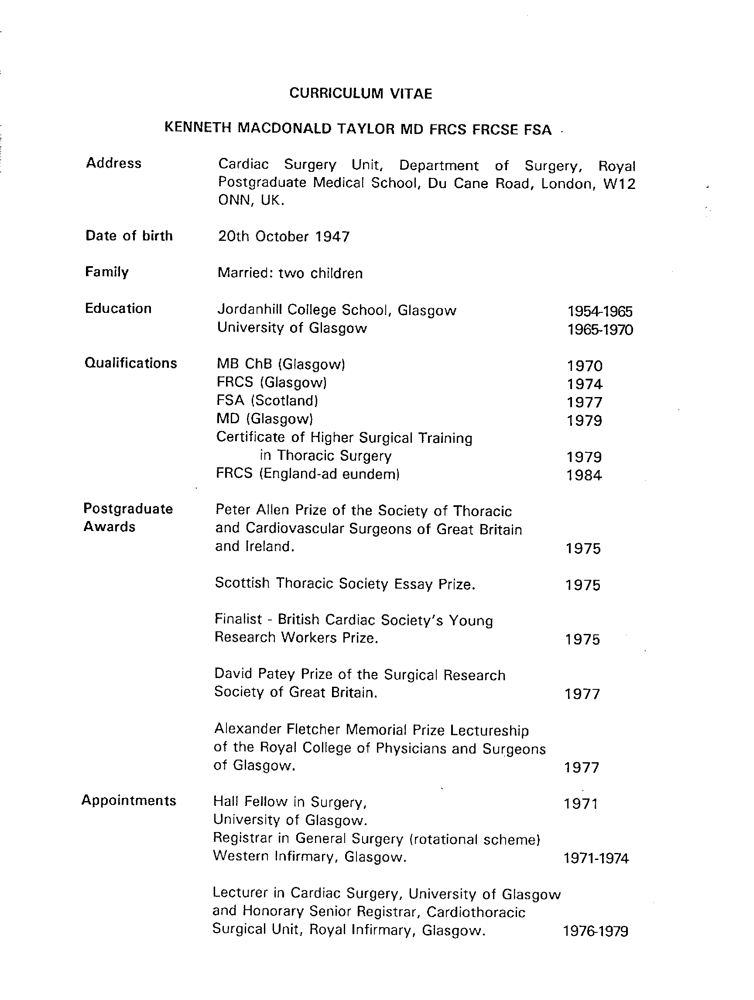 CURRICULUM VITAE
KENNETH MACDONALD TAYLOR MD FRCS FRCSE FSA
Address Cardiac Surgery Unit, Department of Surgery, Royal
Postgraduate Medical School, Du Cane Road, London, W12
ONN, UK.
Date of birth 20th October 1947
Family Married: two children
Education Jordanhill College School, Glasgow 1954-1965
University of Glasgow 1965-1970
Qualifications MB ChB (Glasgow) 1970
FRCS (Glasgow) 1974
FSA (Scotland) 1977
MD (Glasgow) 1979
Certificate of Higher Surgical Training
in Thoracic Surgery 1979
FRCS (England-ad eundem) 1984
Postgraduate Peter Allen Prize of the Society of Thoracic
Awards and Cardiovascular Surgeons of Great Britain
and Ireland. 1975
Scottish Thoracic Society Essay Prize. 1975
Finalist - British Cardiac Society's Young
Research Workers Prize. 1975
David Patey Prize of the Surgical Research
Society of Great Britain. 1977
Alexander Fletcher Memorial Prize Lectureship
of the Royal College of Physicians and Surgeons
of Glasgow. 1977
Appointments Hall Fellow in Surgery, 1971
University of Glasgow.
Registrar in General Surgery (rotational scheme)
Western Infirmary, Glasgow. 1971-1974
Lecturer in Cardiac Surgery, University of Glasgow
and Honorary Senior Registrar, Cardiothoracic
Surgical Unit, Royal Infirmary, Glasgow. 1976-1979